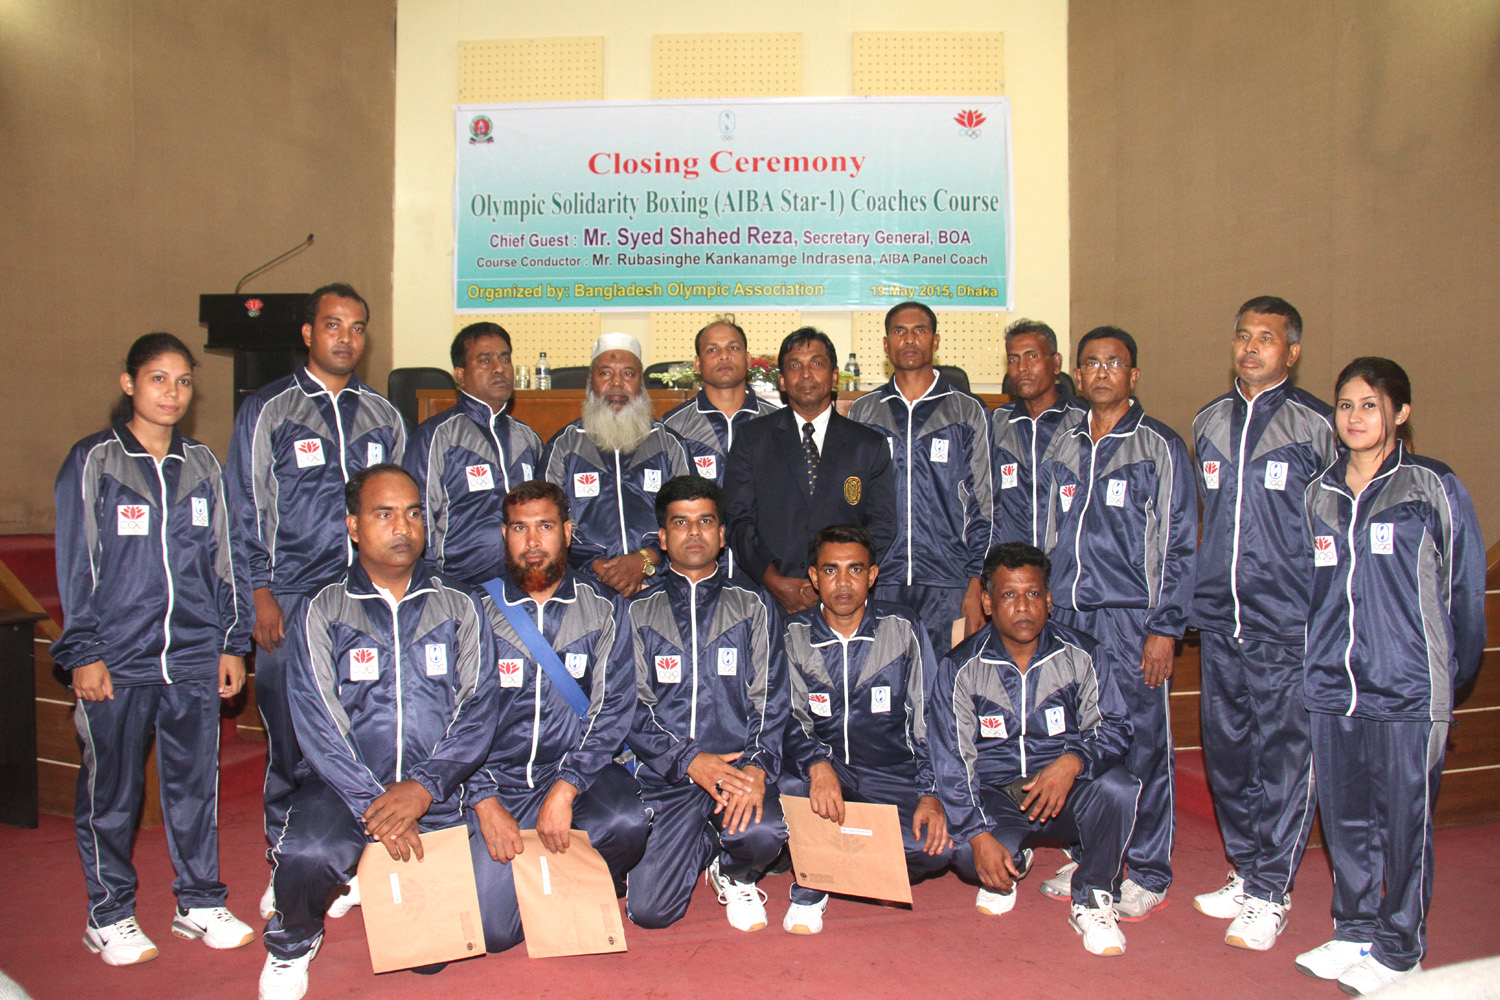 Closing Ceremony
Olympic Solidarity Boxing (AIBA Star-1) Coaches Course
Chief Guest : Mr. Syed Shahed Reza, Secretary General, BOA
Course Conductor : Mr. Rubasinghe Kankanamge Indrasena, AIBA Panel Coach
Organized by: Bangladesh Olympic Association 19 May 2015, Dhaka